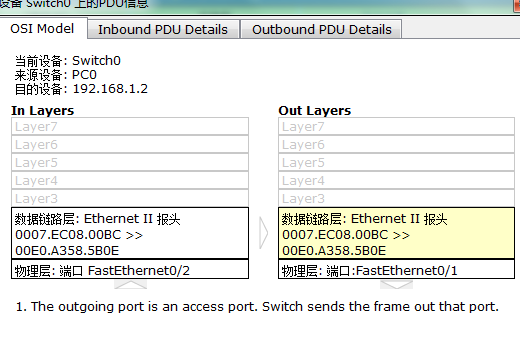 设备 Switch0 上的PDU信息
OSI Model
Inbound PDU Details
Outbound PDU Details
当前设备: Switch0
来源设备: PC0
目的设备: 192.168.1.2
In Layers
Layer7
Layer6
Layer5
Layer4
Layer3
数据链路层: Ethernet II 报头
0007.EC08.00BC >>
00E0.A358.5B0E
物理层: 端口 FastEthernet0/2
Out Layers
Layer7
Layer6
Layer5
Layer4
Layer3
数据链路层: Ethernet II 报头
0007.EC08.00BC >>
00E0.A358.5B0E
物理层: 端口:FastEthernet0/1
1. The outgoing port is an access port. Switch sends the frame out that port.